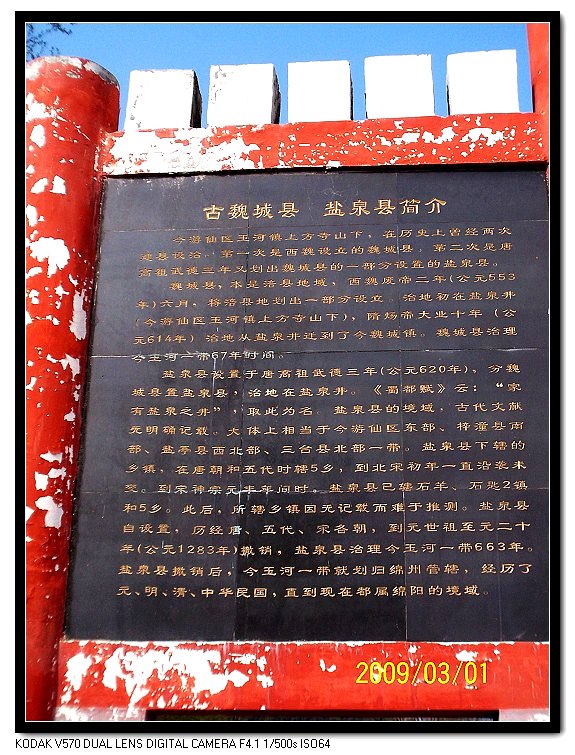 古魏城县　盐泉县简介
今游仙区玉河镇上方寺山下，在历史上曾经两次
建县设治。第一次是西魏设立的魏城县。第二次是唐
高祖武德三年又划出魏城县的一部分设置的盐泉县。
魏城县，本是涪县地域，西魏废帝二年(公元553
年)六月，将涪县地划出一部分设立，治地初在盐泉井
(今游仙区玉河镇上方寺山下)，隋炀帝大业十年（公
元614年）治地从盐泉井迁到了今魏城镇。魏城县治理
今玉河一带67年时间。
盐泉县设置于唐高祖武德三年(公元620年)，分魏
城县置盐泉县，治地在盐泉井。《蜀都赋》云：“家
有盐泉之井”，取此为名。盐泉县的境域，古代文献
无明确记载。大体上相当于今游仙区东部、梓潼县南
部、盐亭县西北部、三台县北部一带。盐泉县下辖的
乡镇，在唐朝和五代时辖5乡，到北宋初年一直沿袭未
变。到宋神宗元丰年间时，盐泉县已辖石羊、石 2镇
和5乡。此后，所辖乡镇因无记载而难于推测。盐泉县
自设置，历经唐、五代、宋各朝，到元世祖至元二十
年(公元1283年)撤销，盐泉县治理今玉河一带663年。
盐泉县撤销后，今玉河一带就划归绵州管辖，经历了
元、明、清、中华民国，直到现在都属绵阳的境域。
2009/03/01
KODAK V570 DUAL LENS DIGITAL CAMERA F4.1 1/500s ISO64